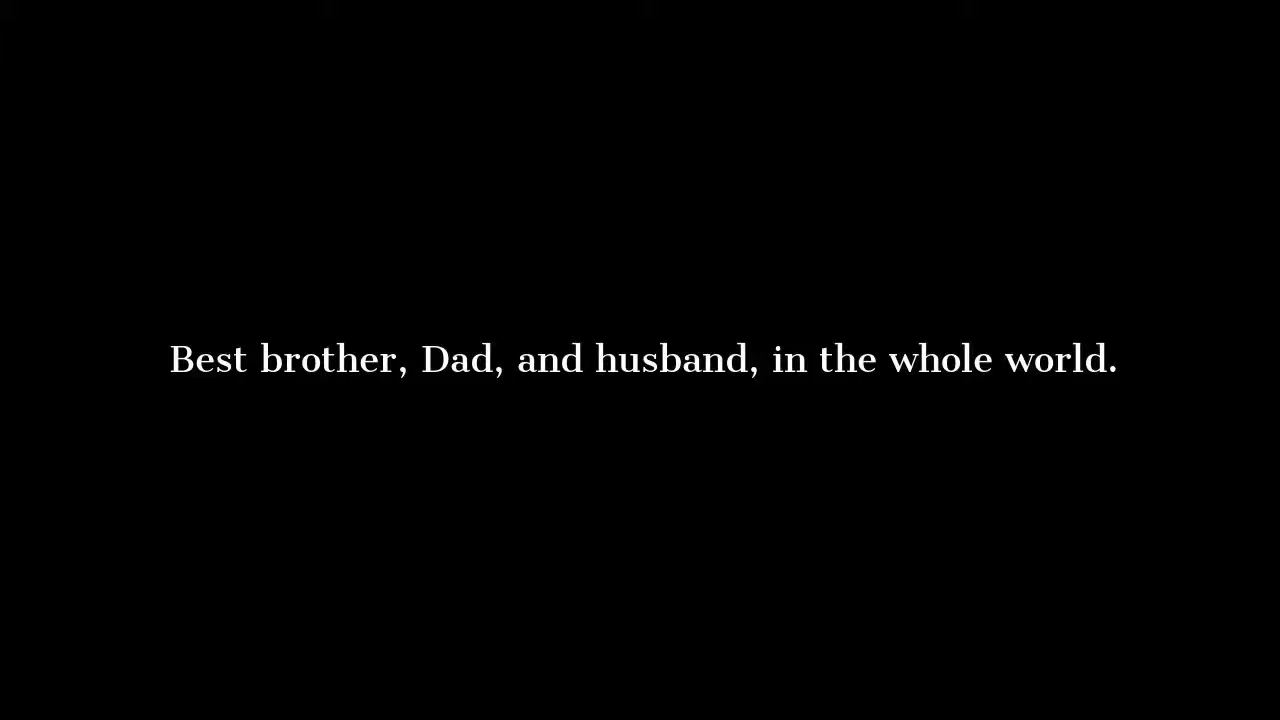 Best brother, Dad, and husband, in the whole world.